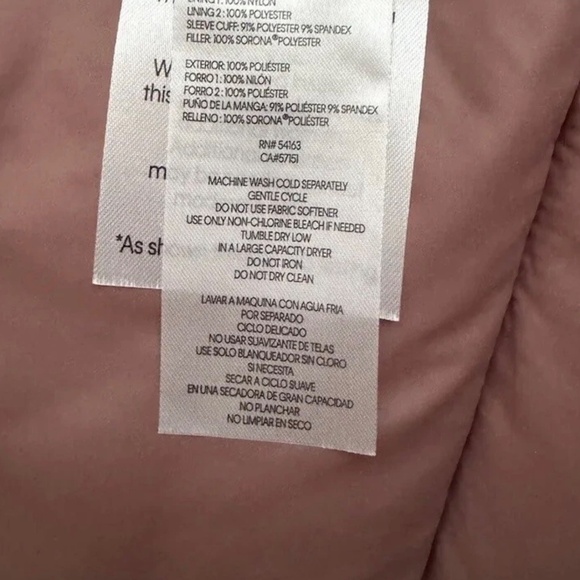 LINING 1: 100% NYLON
LINING 2: 100% POLYESTER
SLEEVE CUFF: 91% POLYESTER 9% SPANDEX
FILLER: 100% SORONA®POLYESTER
EXTERIOR: 100% POLIÉSTER
FORRO 1: 100% NILÓN
FORRO 2: 100% POLIÉSTER
PUÑO DE LA MANGA: 91% POLIÉSTER 9% SPANDEX
RELLENO: 100% SORONA®POLIÉSTER
RN# 54163
CA#57151
MACHINE WASH COLD SEPARATELY
GENTLE CYCLE
DO NOT USE FABRIC SOFTENER
USE ONLY NON-CHLORINE BLEACH IF NEEDED
TUMBLE DRY LOW
IN A LARGE CAPACITY DRYER
DO NOT IRON
DO NOT DRY CLEAN
LAVAR A MAQUINA CON AGUA FRIA
POR SEPARADO
CICLO DELICADO
NO USAR SUAVIZANTE DE TELAS
USE SOLO BLANQUEADOR SIN CLORO
SI NECESITA
SECAR A CICLO SUAVE
EN UNA SECADORA DE GRAN CAPACIDAD
NO PLANCHAR
NO LIMPIAR EN SECO
this
*As